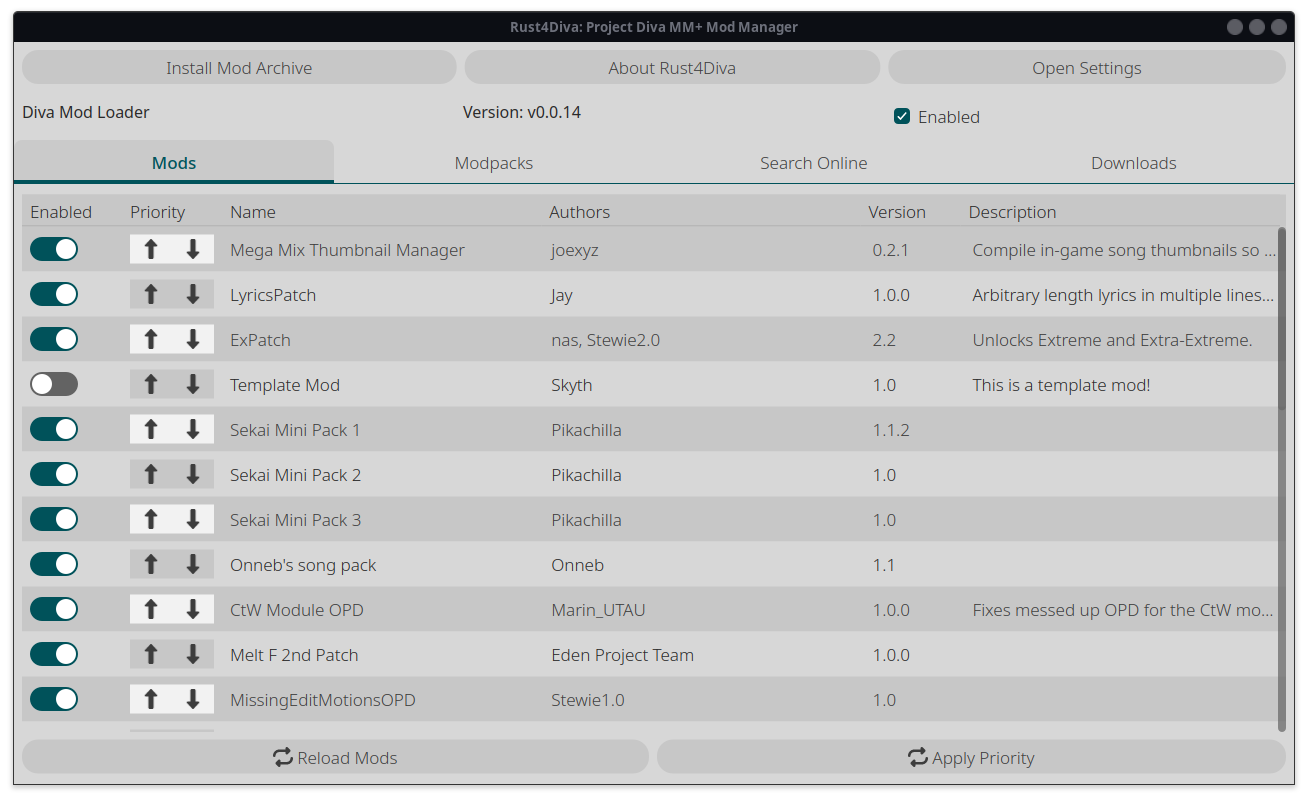 Rust4Diva: Project Diva MM+ Mod Manager
Install Mod Archive About Rust4Diva Open Settings
Diva Mod Loader Version: v0.0.14 Enabled
Mods Modpacks Search Online Downloads
Enabled Priority Name Authors Version Description
Mega Mix Thumbnail Manager joexyz 0.2.1 Compile in-game song thumbnails so ...
LyricsPatch Jay 1.0.0 Arbitrary length lyrics in multiple lines...
ExPatch nas, Stewie2.0 2.2 Unlocks Extreme and Extra-Extreme.
Template Mod Skyth 1.0 This is a template mod!
Sekai Mini Pack 1 Pikachilla 1.1.2
Sekai Mini Pack 2 Pikachilla 1.0
Sekai Mini Pack 3 Pikachilla 1.0
Onneb's song pack Onneb 1.1
CtW Module OPD Marin_UTAU 1.0.0 Fixes messed up OPD for the CtW mo...
Melt F 2nd Patch Eden Project Team 1.0.0
MissingEditMotionsOPD Stewie1.0 1.0
Reload Mods Apply Priority